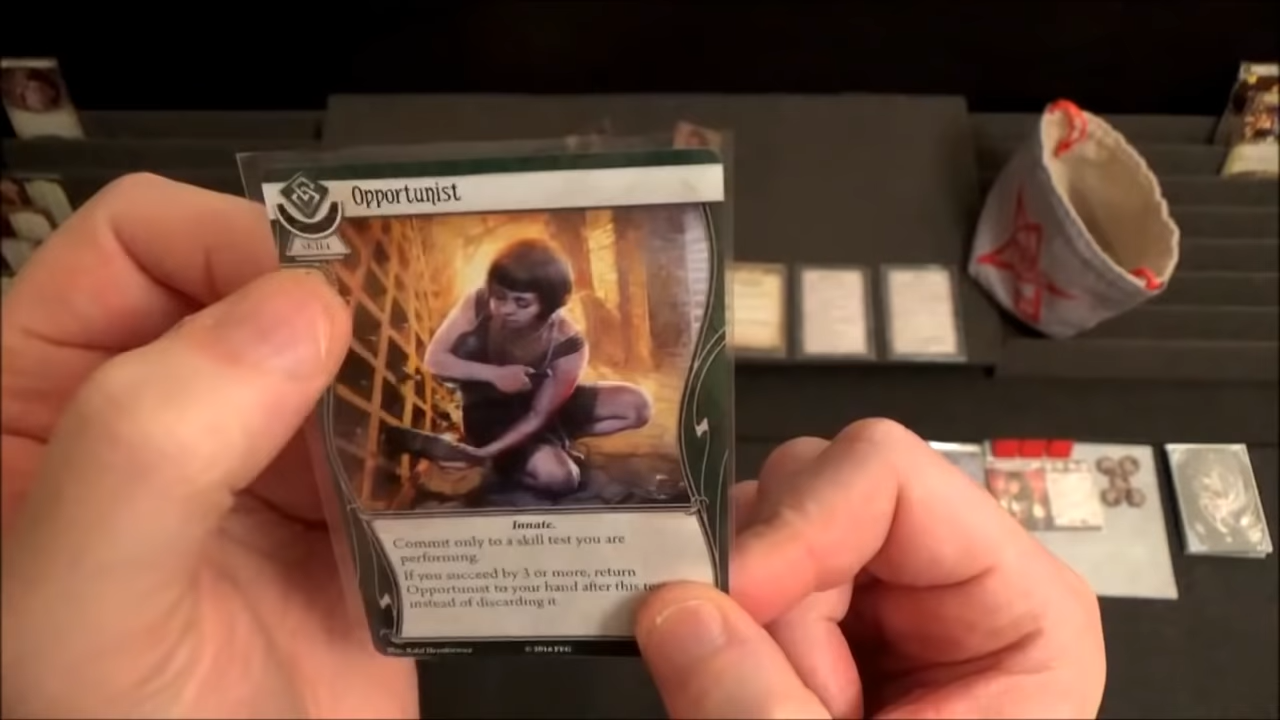 Opportunist
SKILL
Innate.
Commit only to a skill test you are
performing.
If you succeed by 3 or more, return
Opportunist to your hand after this
instead of discarding it
© 2016 FFG